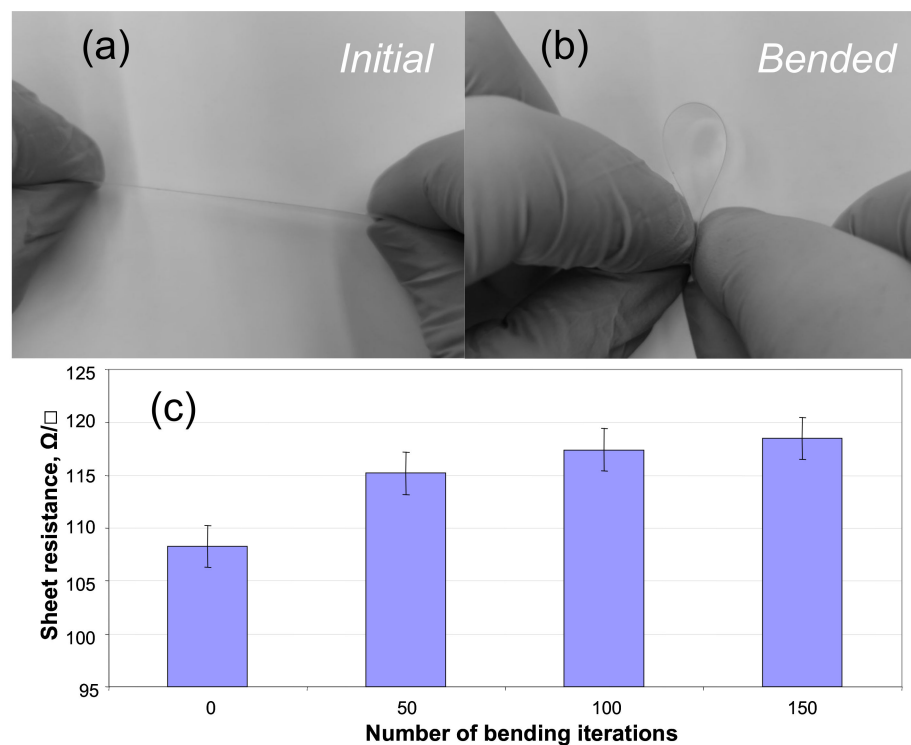 (a)
Initial
(b)
Bended
(c)
Sheet resistance, Ω/□
125
120
115
110
105
100
95
0 50 100 150
Number of bending iterations